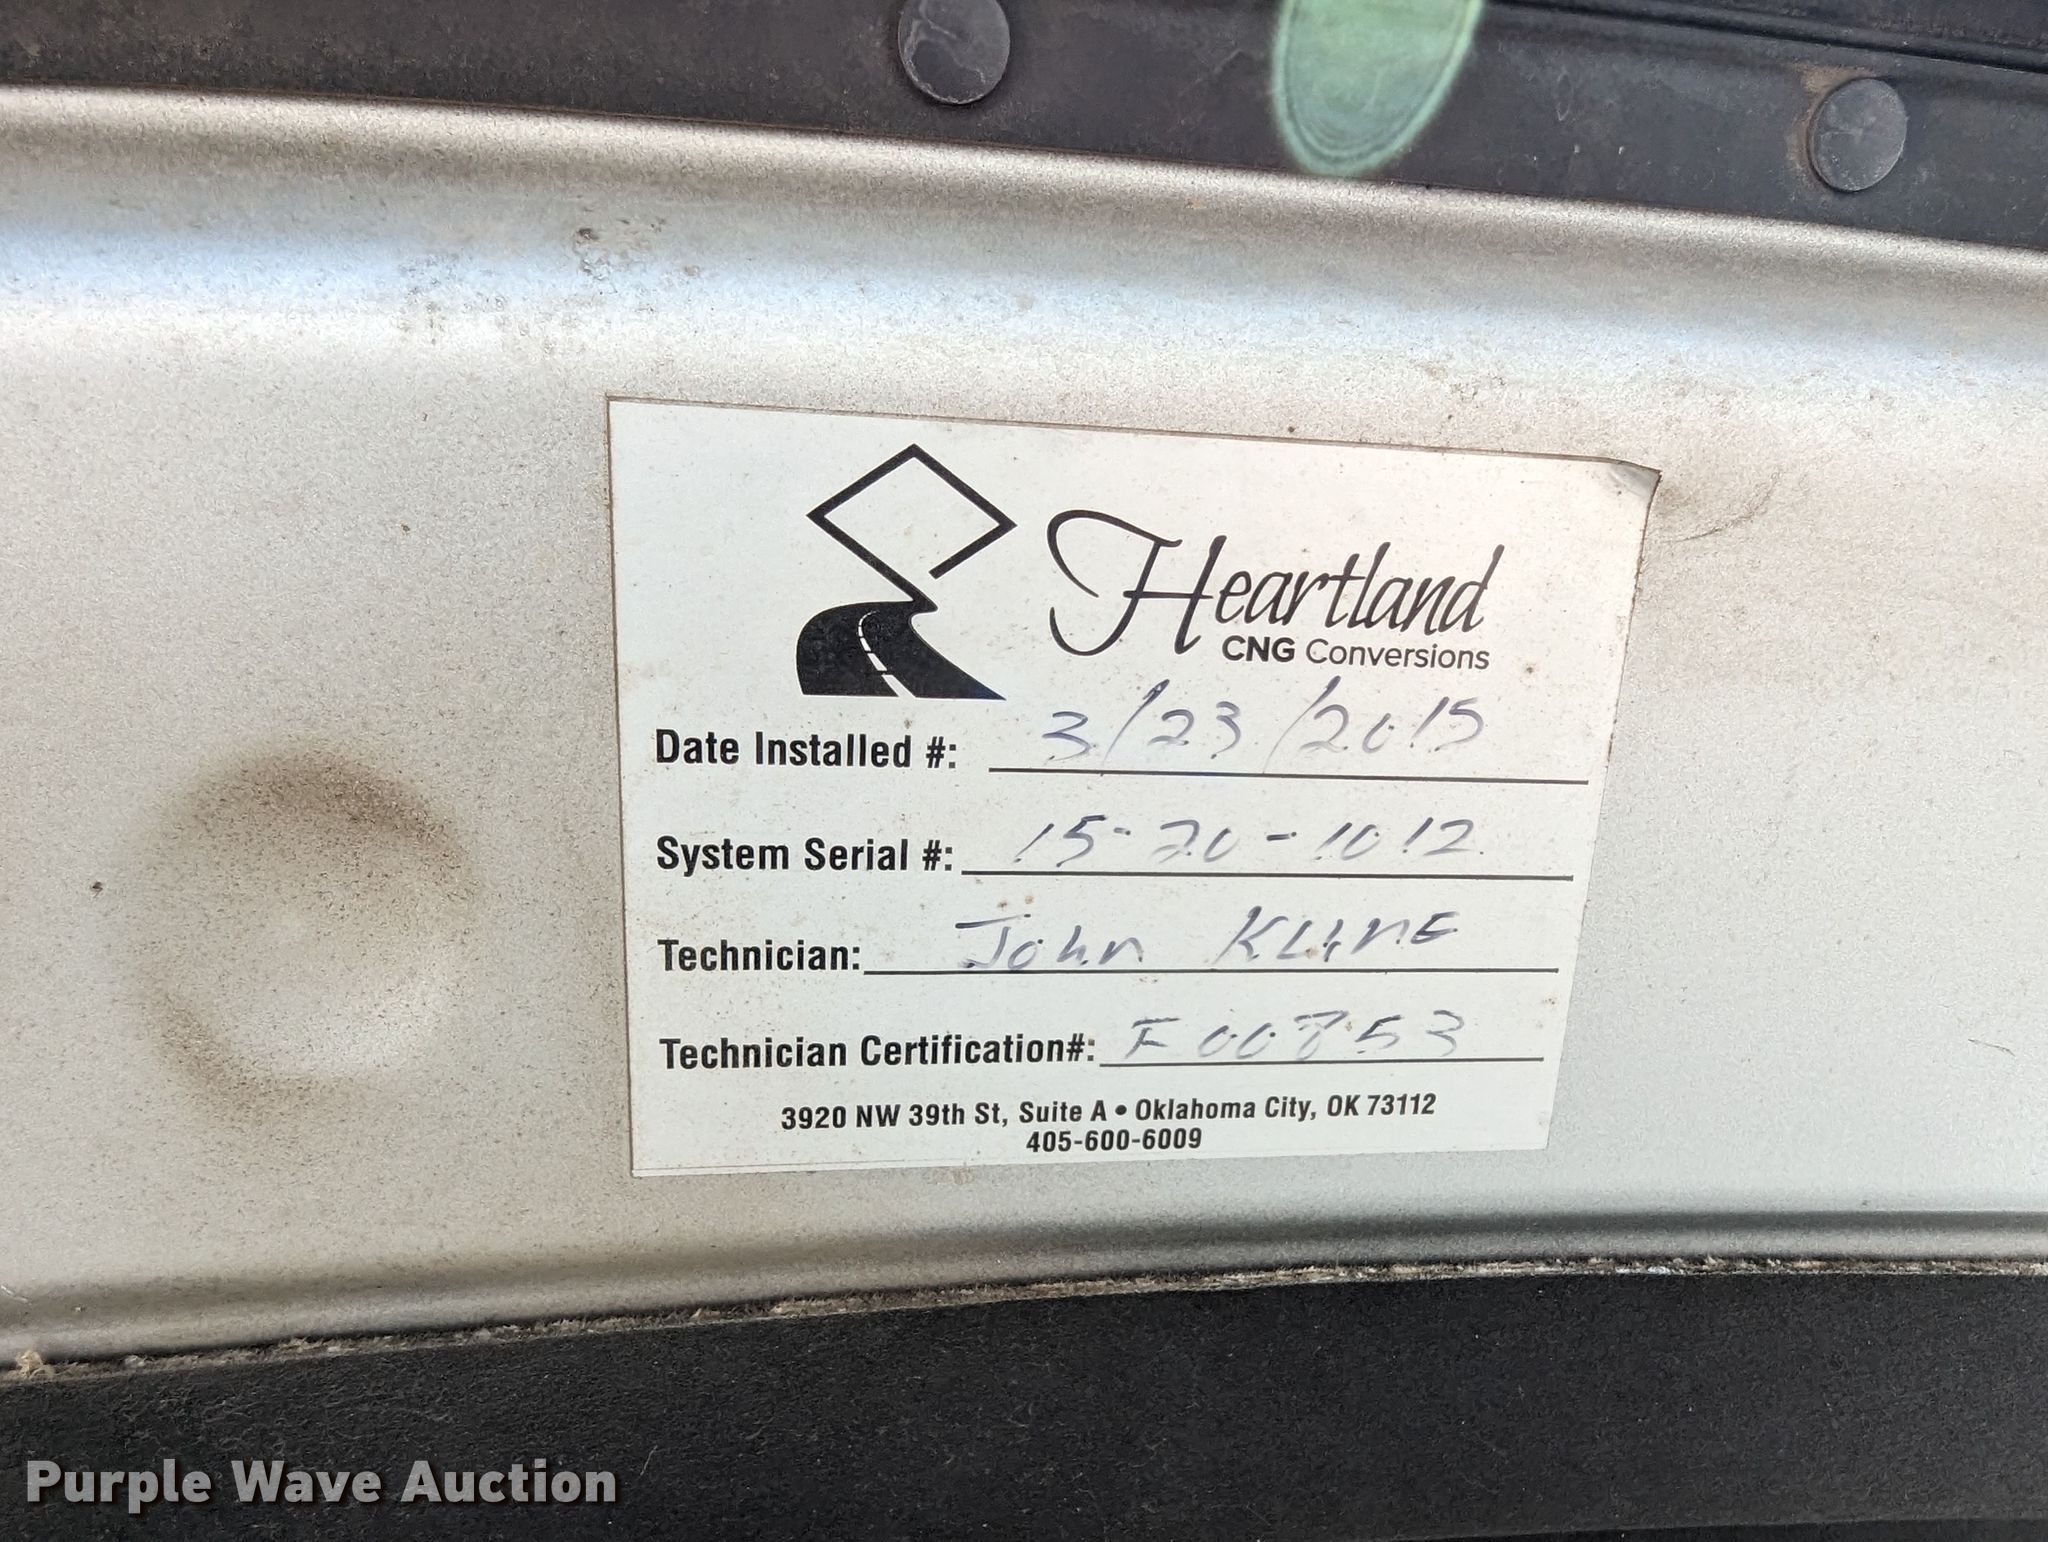 Heartland
CNG Conversions
Date Installed #: 3/23/2015
System Serial #: 15-20-1012
Technician: John KLINE
Technician Certification#: F00853
3920 NW 39th St, Suite A • Oklahoma City, OK 73112
405-600-6009
Purple Wave Auction